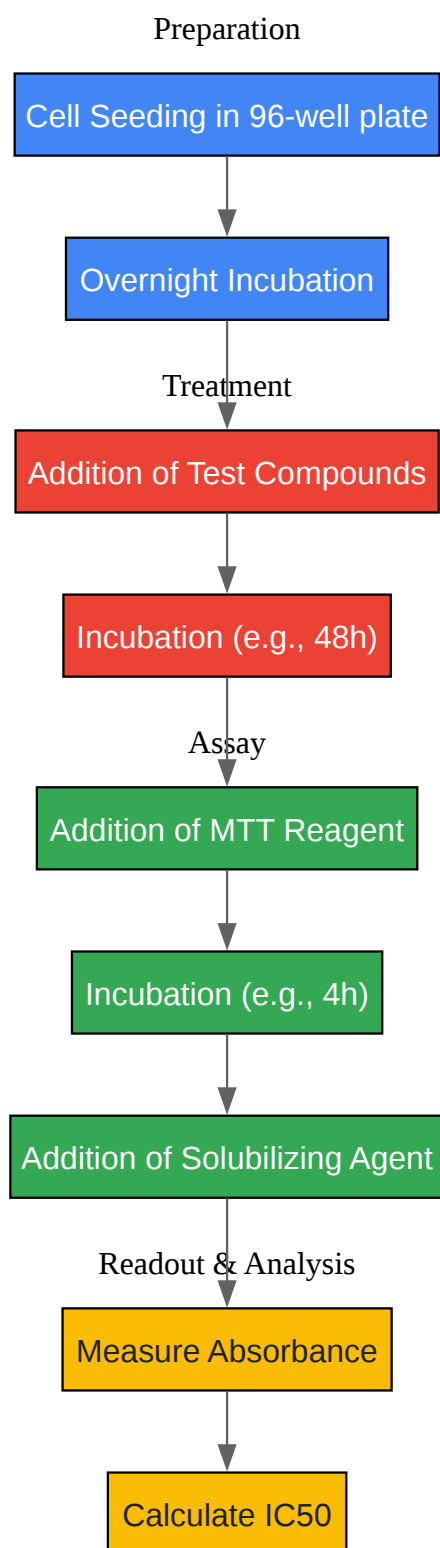 Preparation
Cell Seeding in 96-well plate
Overnight Incubation
Treatment
Addition of Test Compounds
Incubation (e.g., 48h)
Assay
Addition of MTT Reagent
Incubation (e.g., 4h)
Addition of Solubilizing Agent
Readout & Analysis
Measure Absorbance
Calculate IC50